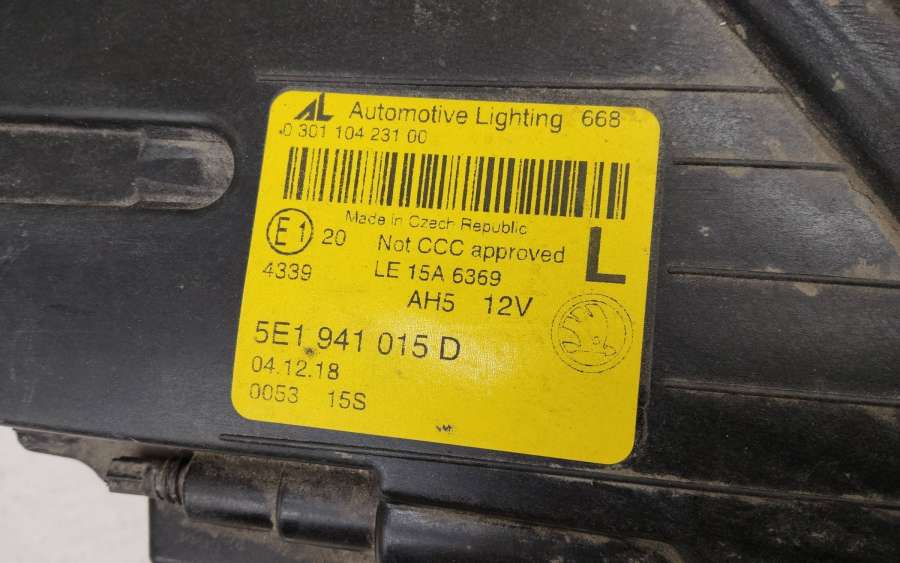 AL Automotive Lighting 668
0 301 104 231 00
Made in Czech Republic
E1 20 Not CCC approved L
4339 LE 15A 6369
AH5 12V
5E1 941 015 D
04.12.18
0053 15S